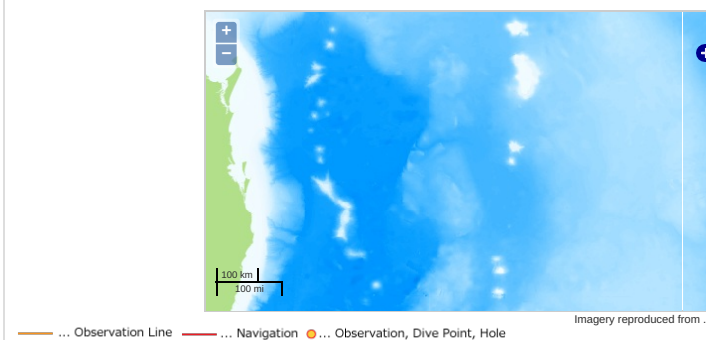 +
−
100 km
100 mi
Imagery reproduced from .
... Observation Line ... Navigation ... Observation, Dive Point, Hole